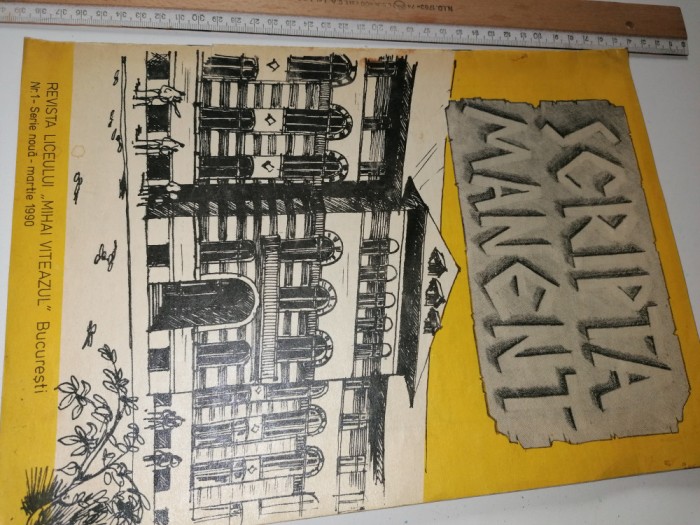 SCRIPTA
MANENT-
REVISTA LICEULUI „MIHAI VITEAZUL” București
Nr.1 - Serie nouă - martie 1990